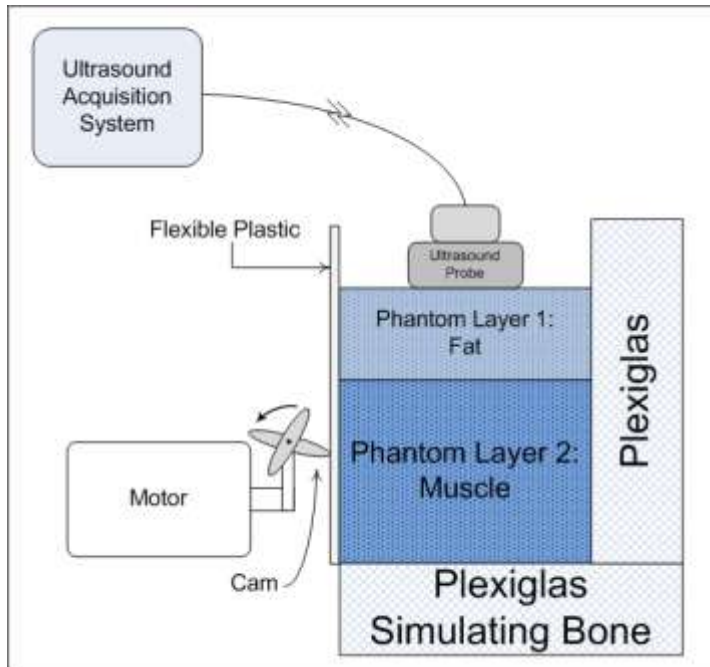 Ultrasound
Acquisition
System
Flexible Plastic
Ultrasound
Probe
Phantom Layer 1:
Fat
Plexiglas
Phantom Layer 2:
Muscle
Motor
Cam
Plexiglas
Simulating Bone